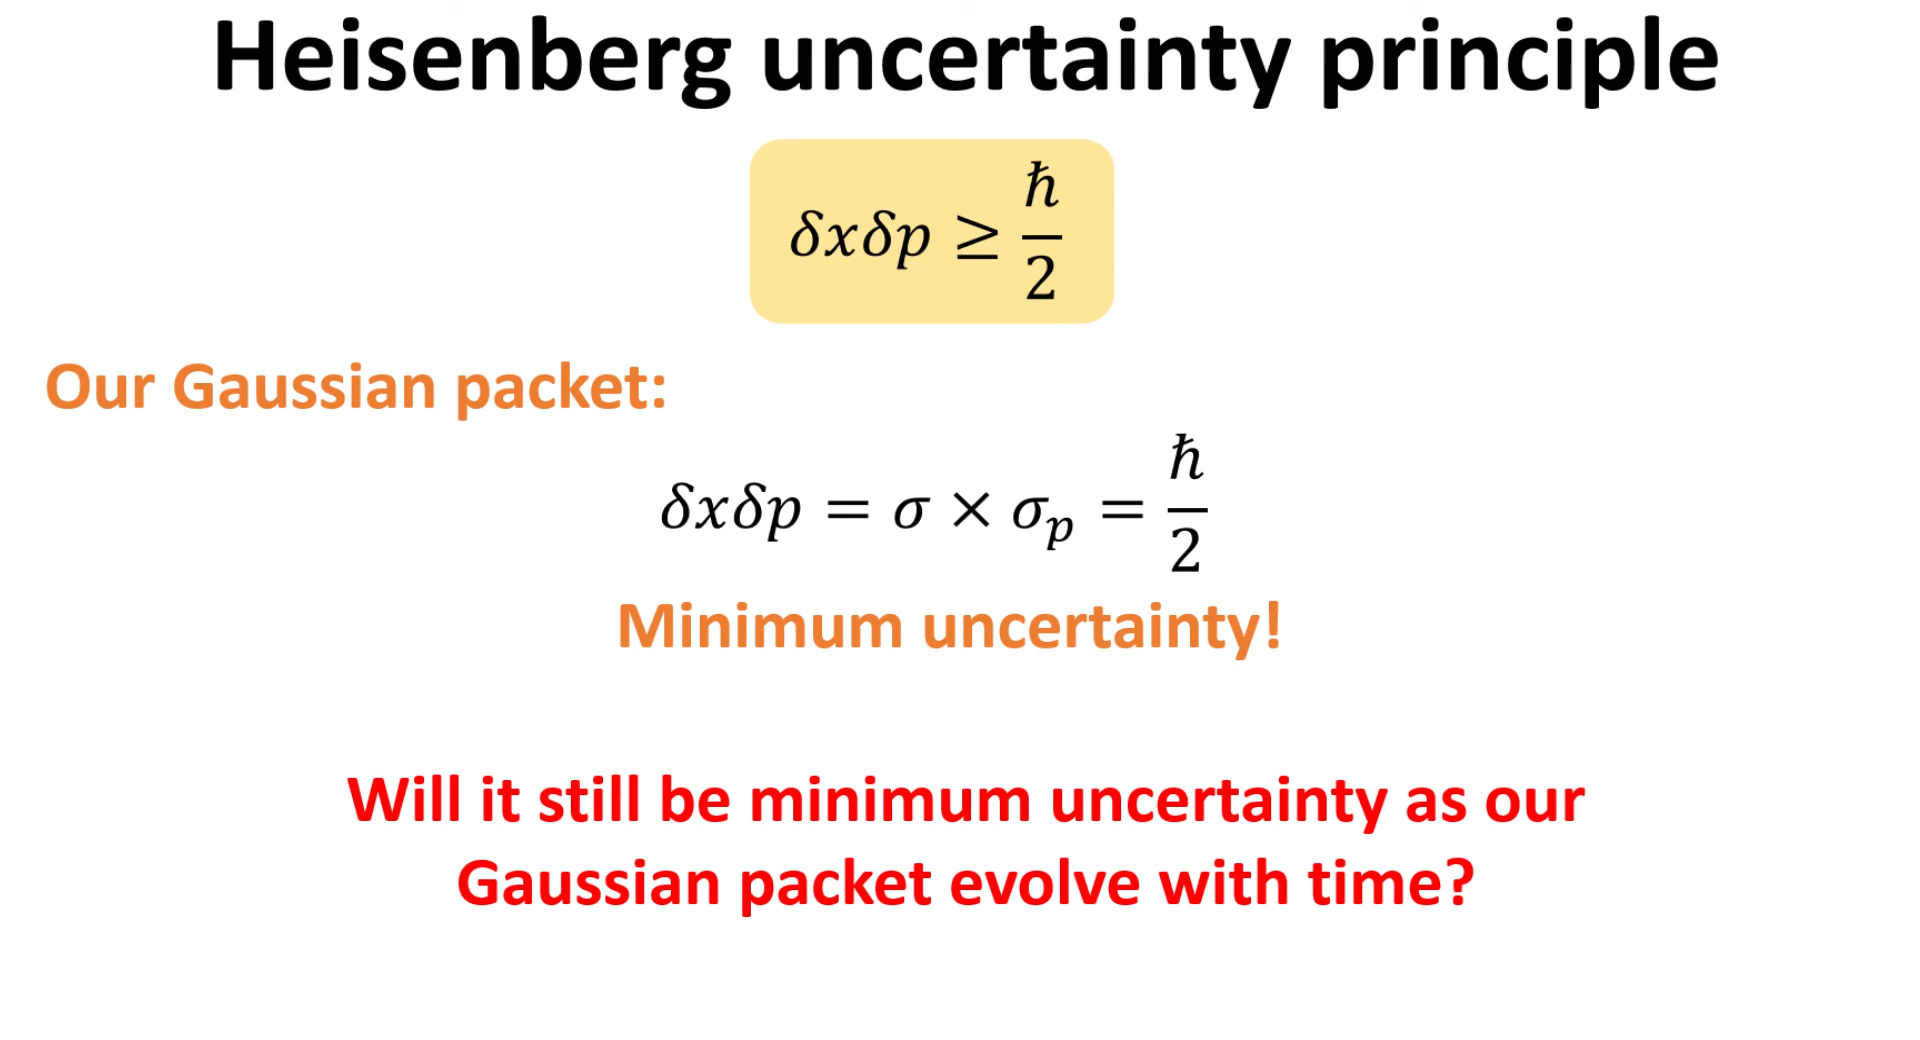 Heisenberg uncertainty principle
δxδp ≥ ℏ/2
Our Gaussian packet:
δxδp = σ × σₚ = ℏ/2
Minimum uncertainty!
Will it still be minimum uncertainty as our
Gaussian packet evolve with time?